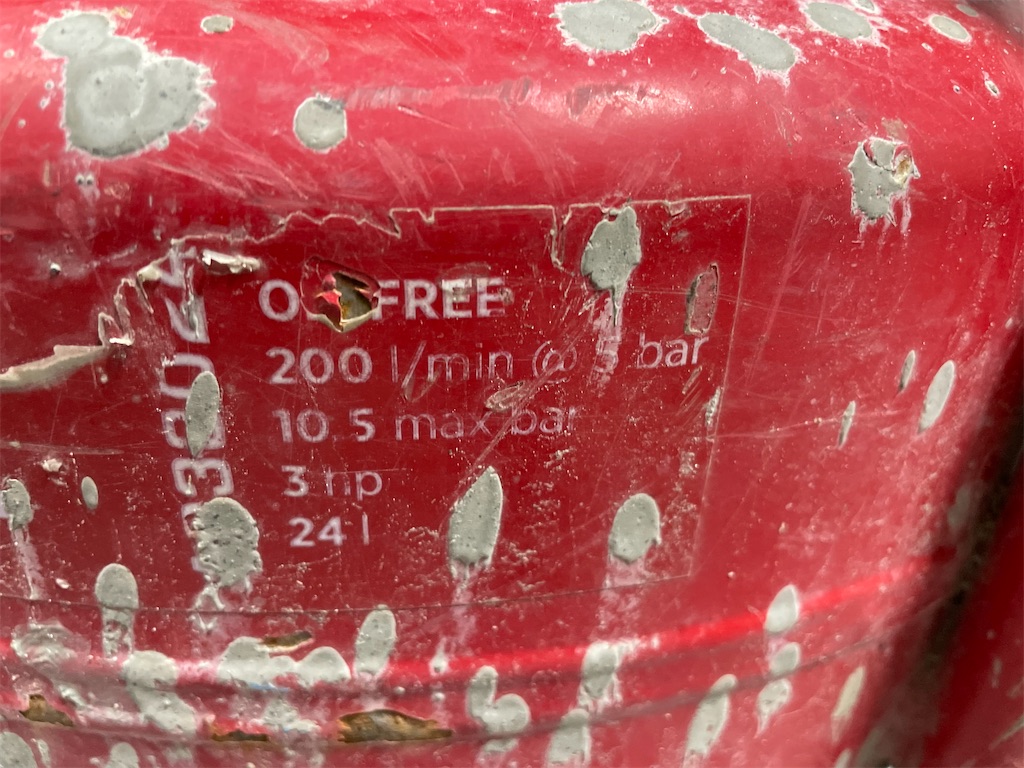 O FREE
200 l/min @ 5 bar
10.5 max bar
3 hp
24 l